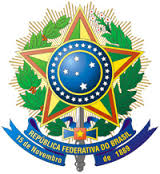 REPÚBLICA FEDERATIVA DO BRASIL
15 de Novembro de 1889